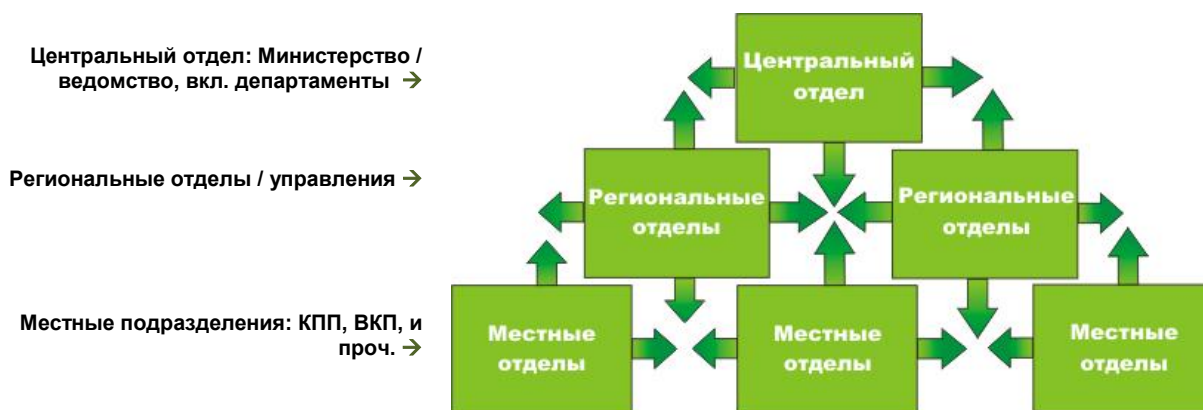 Центральный отдел: Министерство /
ведомство, вкл. департаменты →
Региональные отделы / управления →
Местные подразделения: КПП, ВКП, и
проч. →
Центральный
отдел
Региональные
отделы
Региональные
отделы
Местные
отделы
Местные
отделы
Местные
отделы